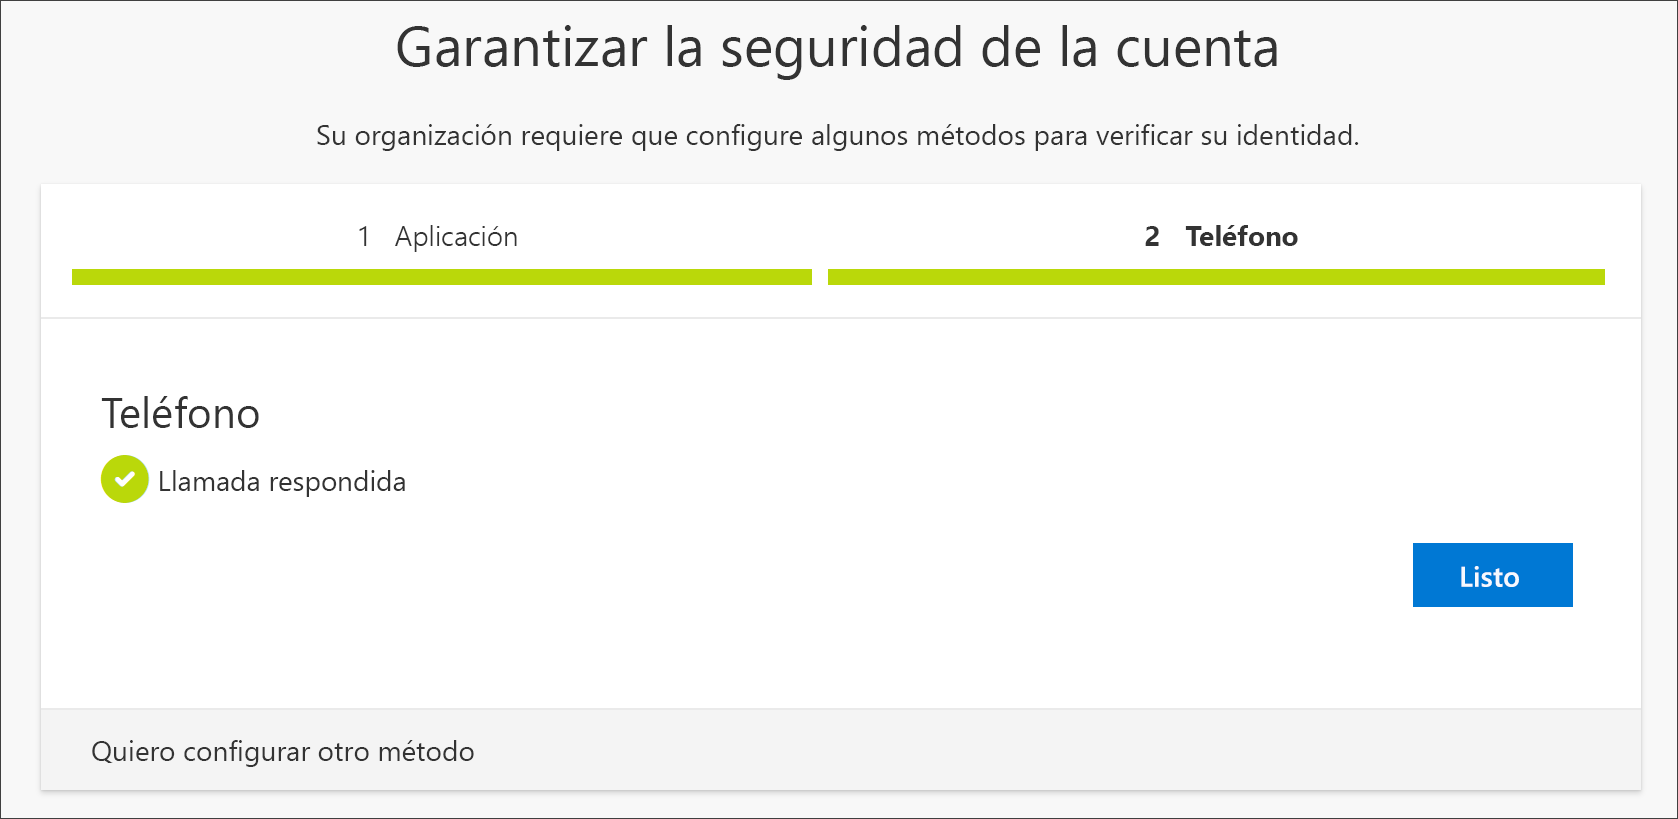 Garantizar la seguridad de la cuenta
Su organización requiere que configure algunos métodos para verificar su identidad.
1 Aplicación
2 Teléfono
Teléfono
Llamada respondida
Listo
Quiero configurar otro método